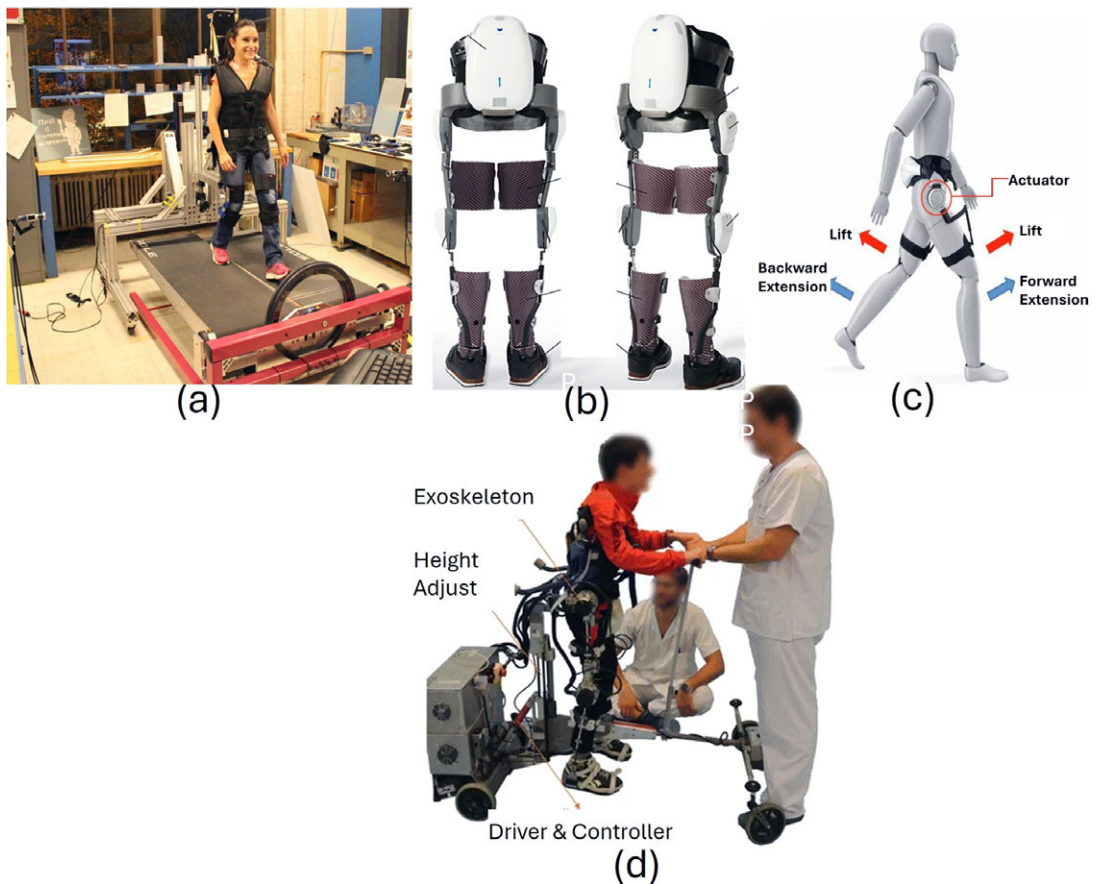 (a)
(b)
P
Actuator
Lift
Lift
Backward
Extension
Forward
Extension
(c)
P
P
Exoskeleton
Height
Adjust
Driver & Controller
(d)